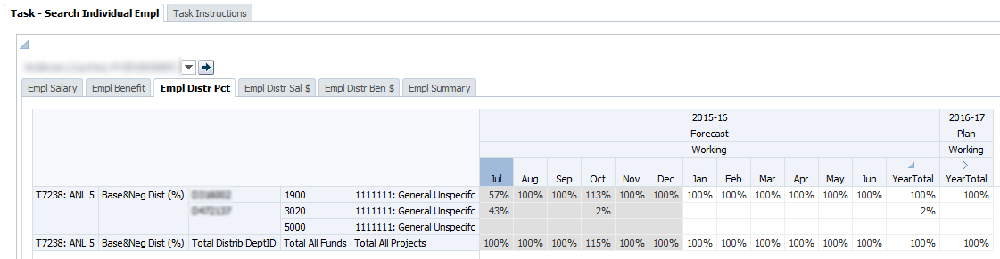 Task - Search Individual Empl Task Instructions
Empl Salary Empl Benefit Empl Distr Pct Empl Distr Sal $ Empl Distr Ben $ Empl Summary
2015-16 2016-17
Forecast Plan
Working Working
Jul Aug Sep Oct Nov Dec Jan Feb Mar Apr May Jun YearTotal YearTotal
T7238: ANL 5 Base&Neg Dist (%) 1900 1111111: General Unspecifc 57% 100% 100% 113% 100% 100% 100% 100% 100% 100% 100% 100% 100% 100%
3020 1111111: General Unspecifc 43% 2% 2%
5000 1111111: General Unspecifc
T7238: ANL 5 Base&Neg Dist (%) Total Distrib DeptID Total All Funds Total All Projects 100% 100% 100% 115% 100% 100% 100% 100% 100% 100% 100% 100% 100% 100%